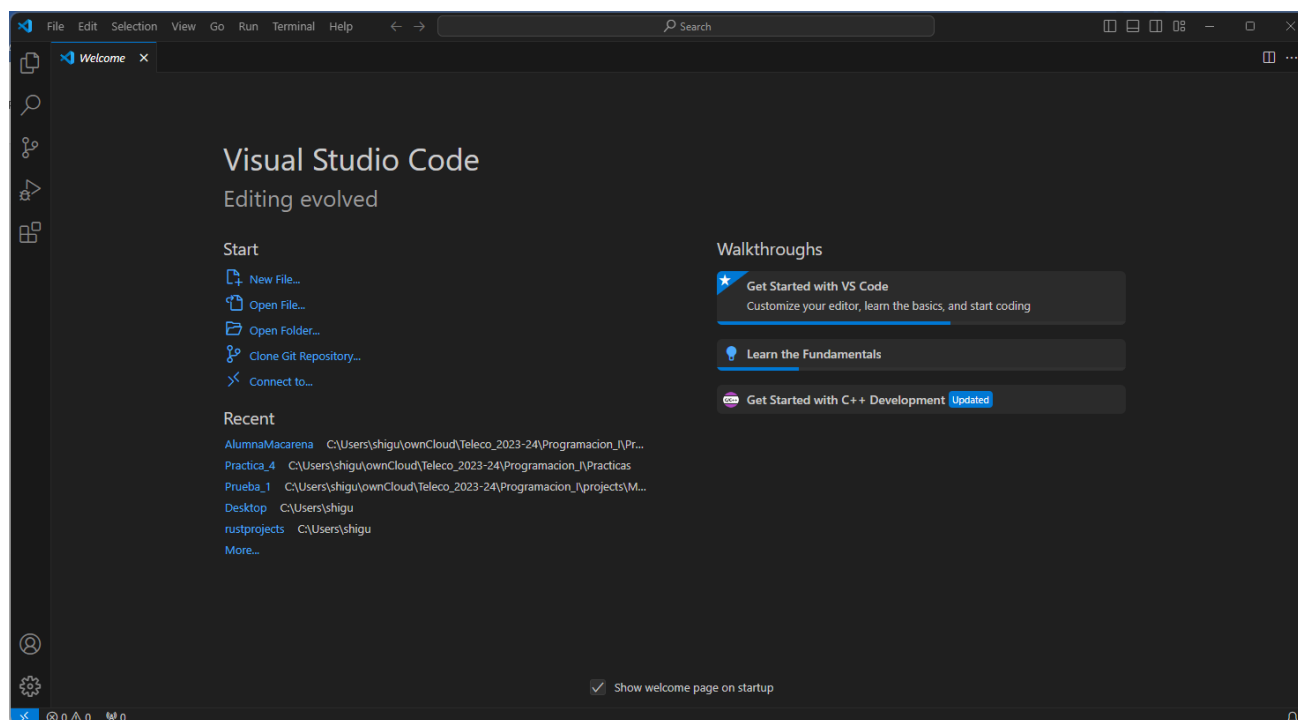 File Edit Selection View Go Run Terminal Help
Search
Welcome
Visual Studio Code
Editing evolved
Start
New File...
Open File...
Open Folder...
Clone Git Repository...
Connect to...
Recent
AlumnaMacarena C:\Users\shigu\ownCloud\Teleco_2023-24\Programacion_I\Pr...
Practica_4 C:\Users\shigu\ownCloud\Teleco_2023-24\Programacion_I\Practicas
Prueba_1 C:\Users\shigu\ownCloud\Teleco_2023-24\Programacion_I\projects\M...
Desktop C:\Users\shigu
rustprojects C:\Users\shigu
More...
Walkthroughs
Get Started with VS Code
Customize your editor, learn the basics, and start coding
Learn the Fundamentals
Get Started with C++ Development Updated
Show welcome page on startup
0 0 0